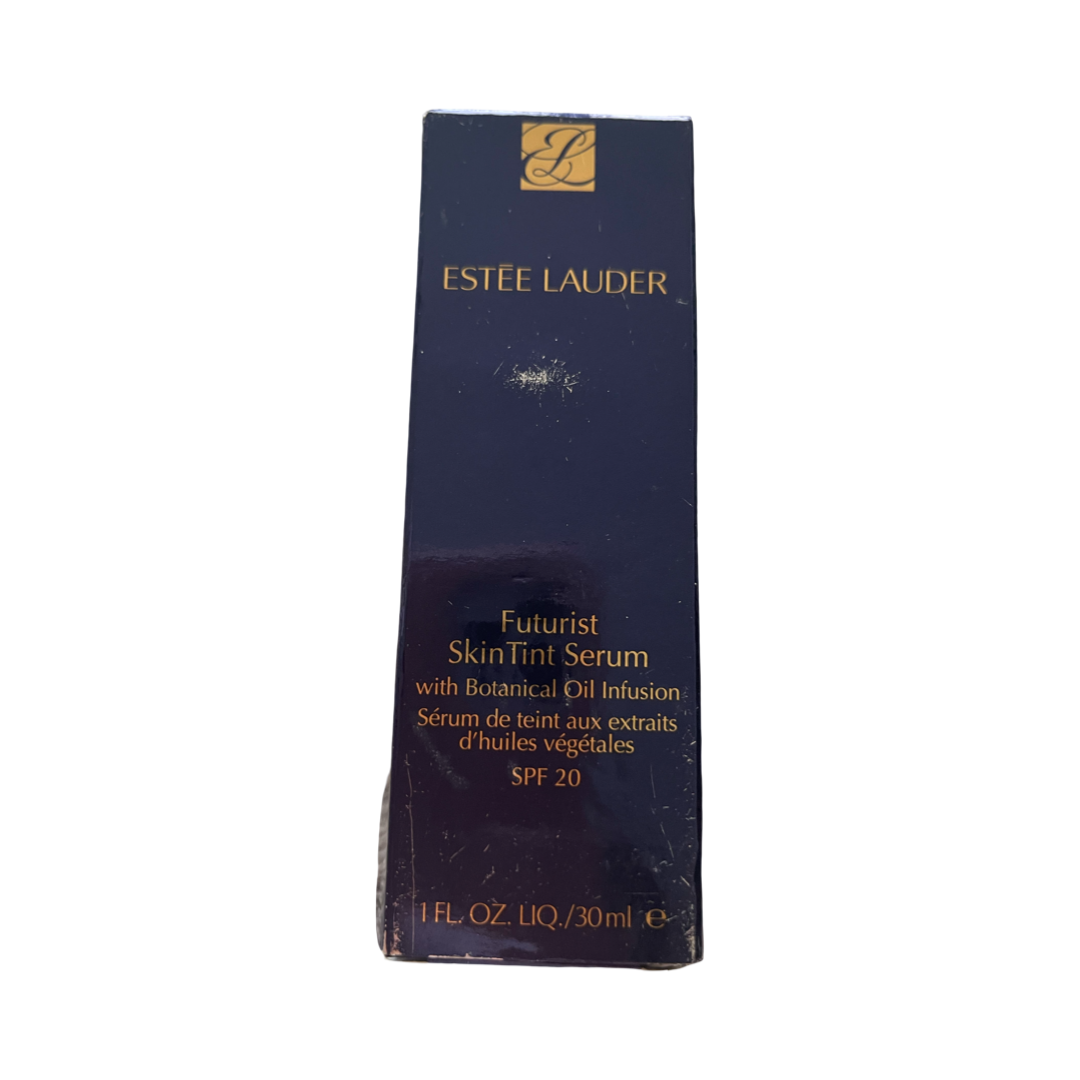 EL
ESTĒE LAUDER
Futurist
SkinTint Serum
with Botanical Oil Infusion
Sérum de teint aux extraits
d'huiles végétales
SPF 20
1 FL. OZ. LIQ./30ml ℮